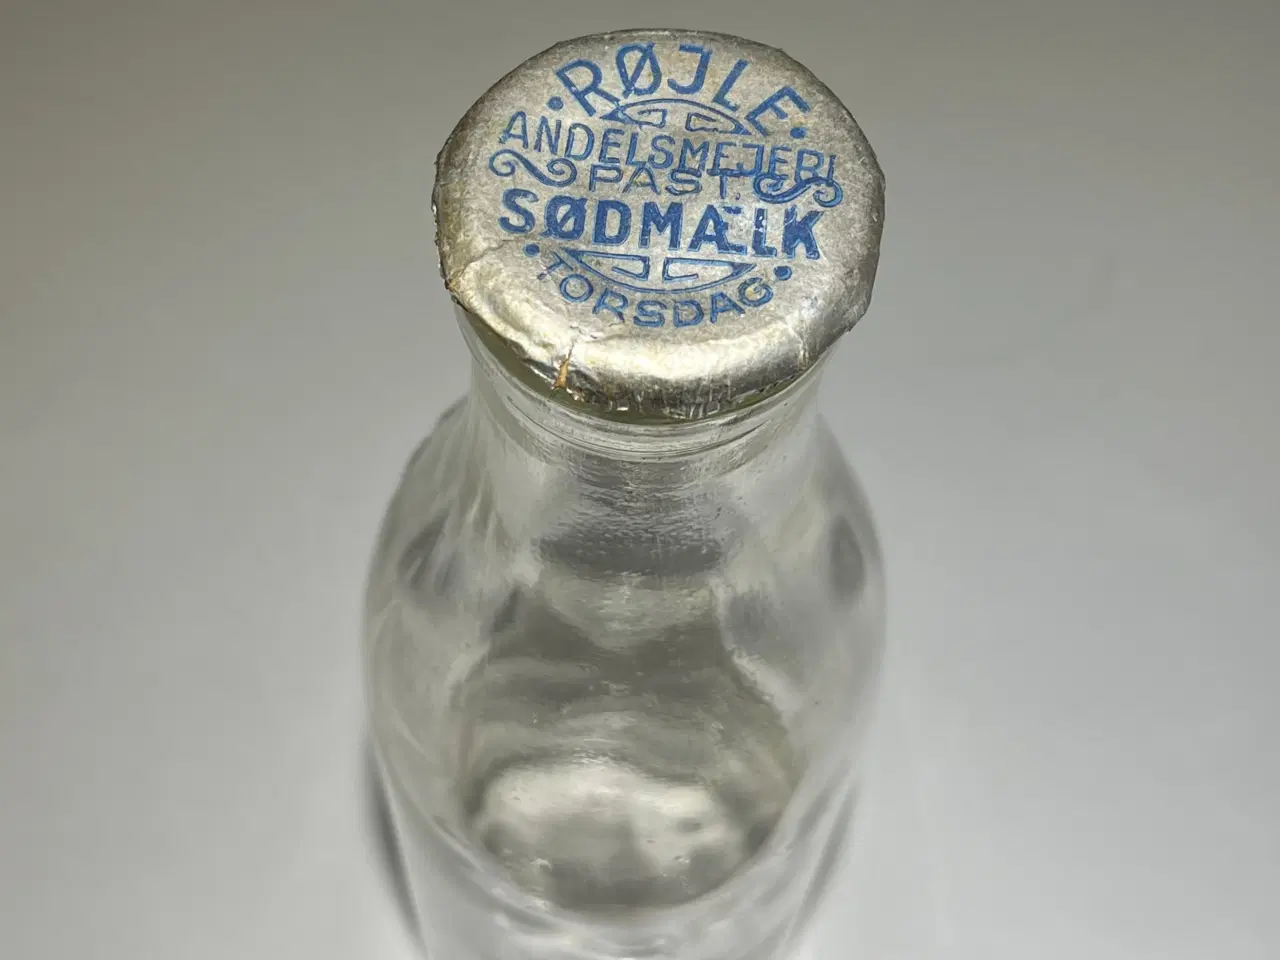 • RØJLE •
ANDELSMEJERI
PAST.
SØDMÆLK
• TORSDAG •